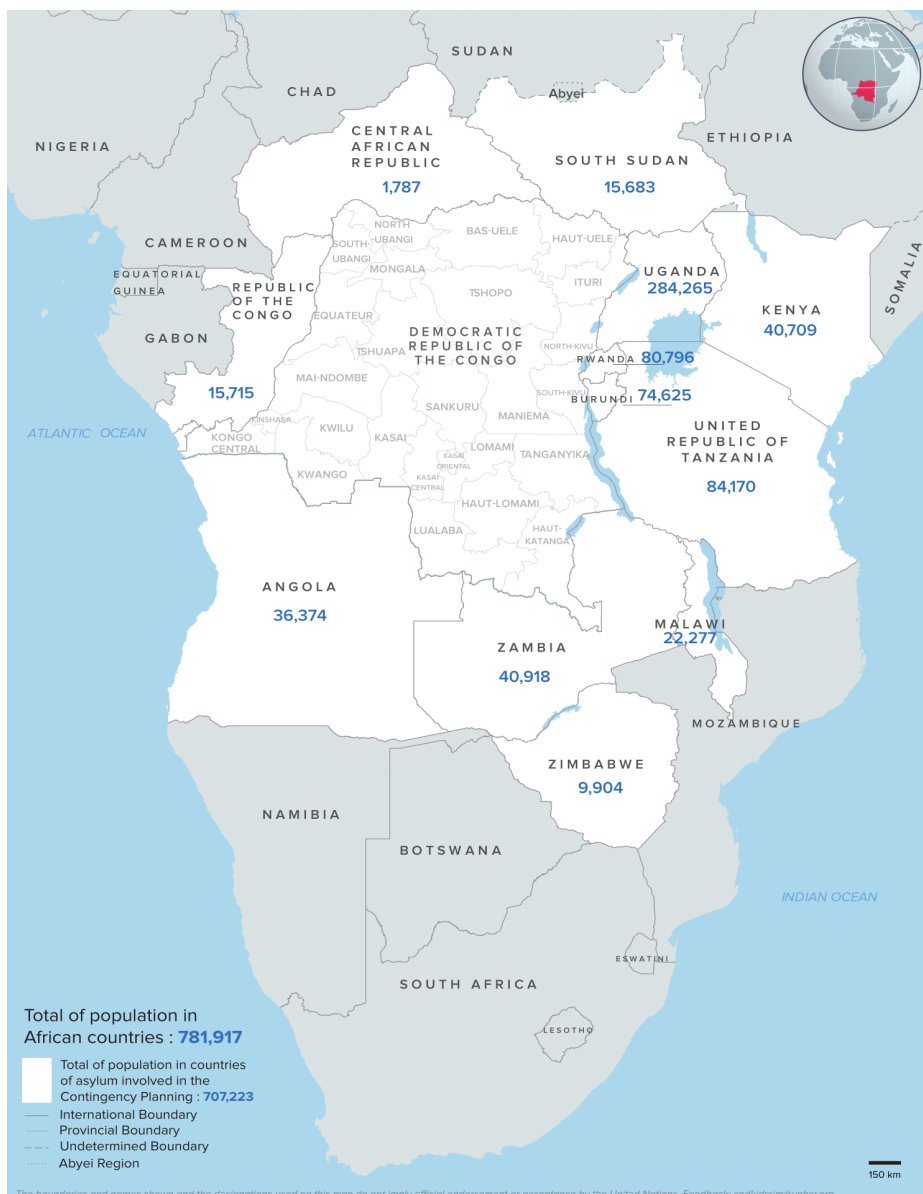 SUDAN
CHAD
Abyei
NIGERIA
CENTRAL
AFRICAN
REPUBLIC
1,787
ETHIOPIA
SOUTH SUDAN
15,683
CAMEROON
NORTH
-UBANGI
SOUTH-
UBANGI
BAS-UELE
HAUT-UELE
MONGALA
SOMALIA
EQUATORIAL
GUINEA
REPUBLIC
OF THE
CONGO
UGANDA
284,265
ITURI
TSHOPO
KENYA
40,709
EQUATEUR
GABON
DEMOCRATIC
REPUBLIC OF
THE CONGO
TSHUAPA
NORTH-KIVU
RWANDA
80,796
MAI-NDOMBE
15,715
SOUTH-KIVU
BURUNDI
74,625
SANKURU
MANIEMA
KINSHASA
KWILU
KASAI
UNITED
REPUBLIC OF
TANZANIA
84,170
ATLANTIC OCEAN
KONGO
CENTRAL
LOMAMI
TANGANYIKA
KASAI
ORIENTAL
KWANGO
KASAI
CENTRAL
HAUT-LOMAMI
LUALABA
HAUT-
KATANGA
ANGOLA
36,374
MALAWI
22,277
ZAMBIA
40,918
MOZAMBIQUE
ZIMBABWE
9,904
NAMIBIA
BOTSWANA
INDIAN OCEAN
ESWATINI
SOUTH AFRICA
LESOTHO
Total of population in
African countries : 781,917
Total of population in countries
of asylum involved in the
Contingency Planning : 707,223
International Boundary
Provincial Boundary
Undetermined Boundary
Abyei Region
150 km